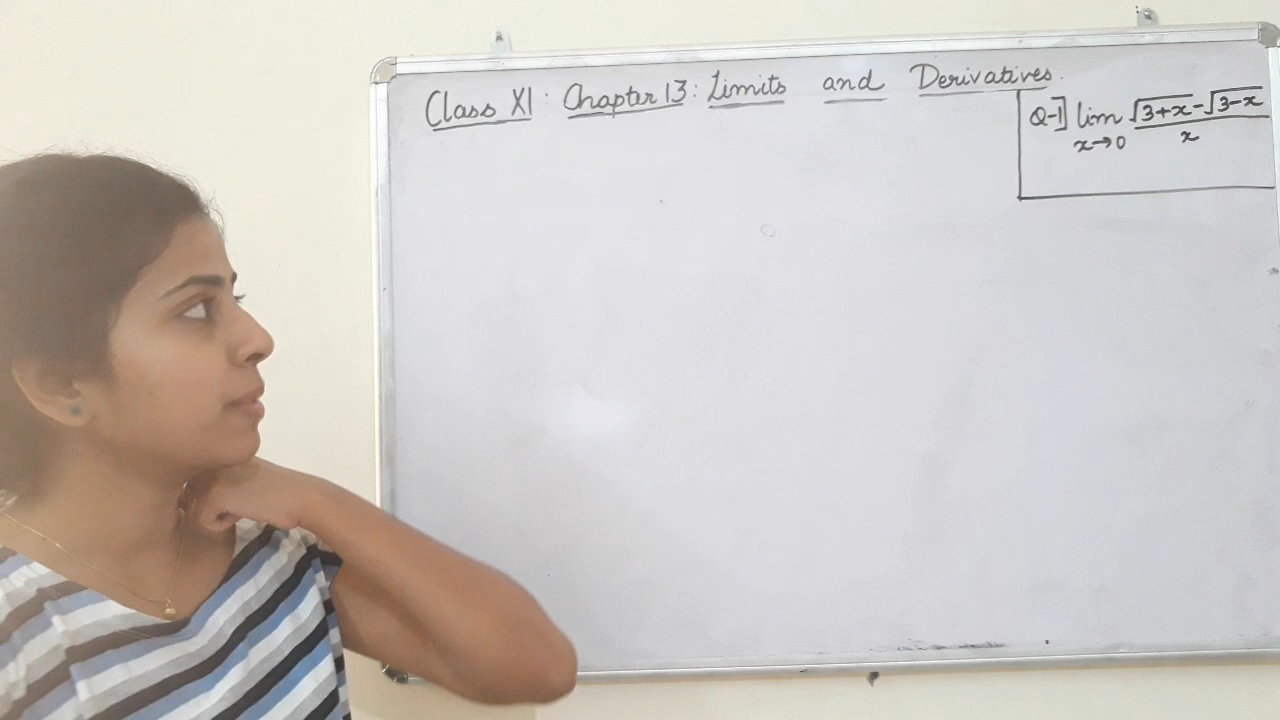 Class XI : Chapter 13 : Limits and Derivatives.
Q-1] lim √3+x - √3-x
x→0 x